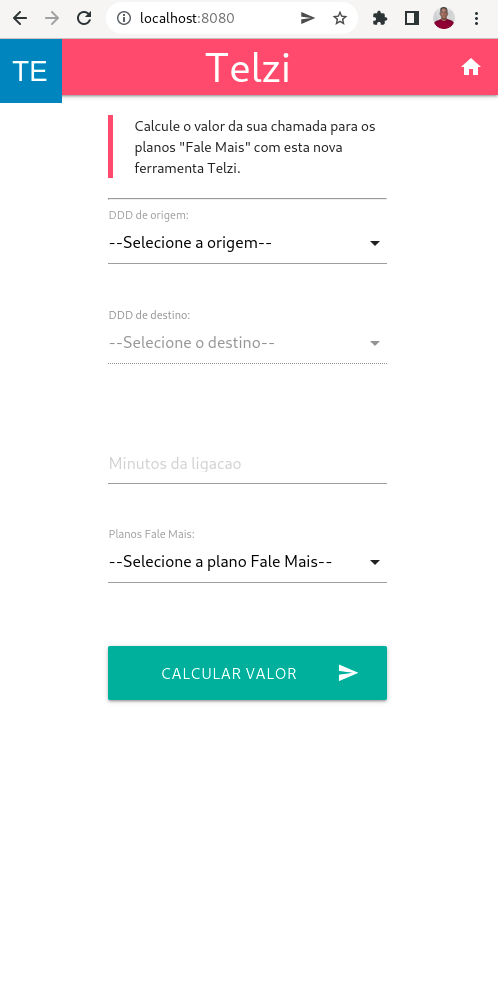 localhost:8080
TE
Telzi
Calcule o valor da sua chamada para os
planos "Fale Mais" com esta nova
ferramenta Telzi.
DDD de origem:
--Selecione a origem--
DDD de destino:
--Selecione o destino--
Minutos da ligacao
Planos Fale Mais:
--Selecione a plano Fale Mais--
CALCULAR VALOR